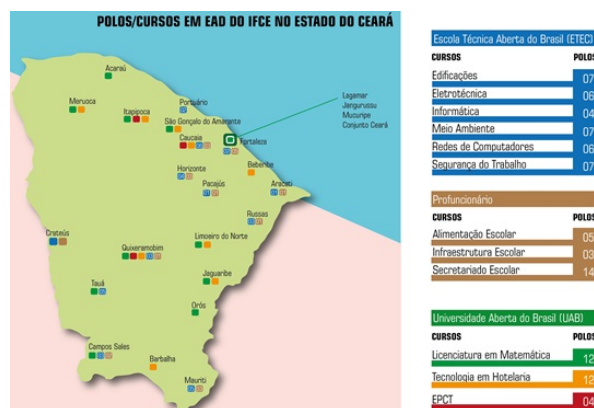 POLOS/CURSOS EM EAD DO IFCE NO ESTADO DO CEARÁ
Acaraú
Meruoca
Itapipoca
Portuário
São Gonçalo do Amarante
Caucaia
Fortaleza
Lagamar
Jangurussu
Mucuripe
Conjunto Ceará
Horizonte
Beberibe
Pacajús
Aracati
Russas
Crateús
Limoeiro do Norte
Quixeramobim
Jaguaribe
Tauá
Orós
Campos Sales
Barbalha
Mauriti
Escola Técnica Aberta do Brasil (ETEC)
CURSOS POLOS
Edificações 07
Eletrotécnica 06
Informática 04
Meio Ambiente 07
Redes de Computadores 06
Segurança do Trabalho 07
Profuncionário
CURSOS POLOS
Alimentação Escolar 05
Infraestrutura Escolar 03
Secretariado Escolar 14
Universidade Aberta do Brasil (UAB)
CURSOS POLOS
Licenciatura em Matemática 12
Tecnologia em Hotelaria 12
EPCT 04